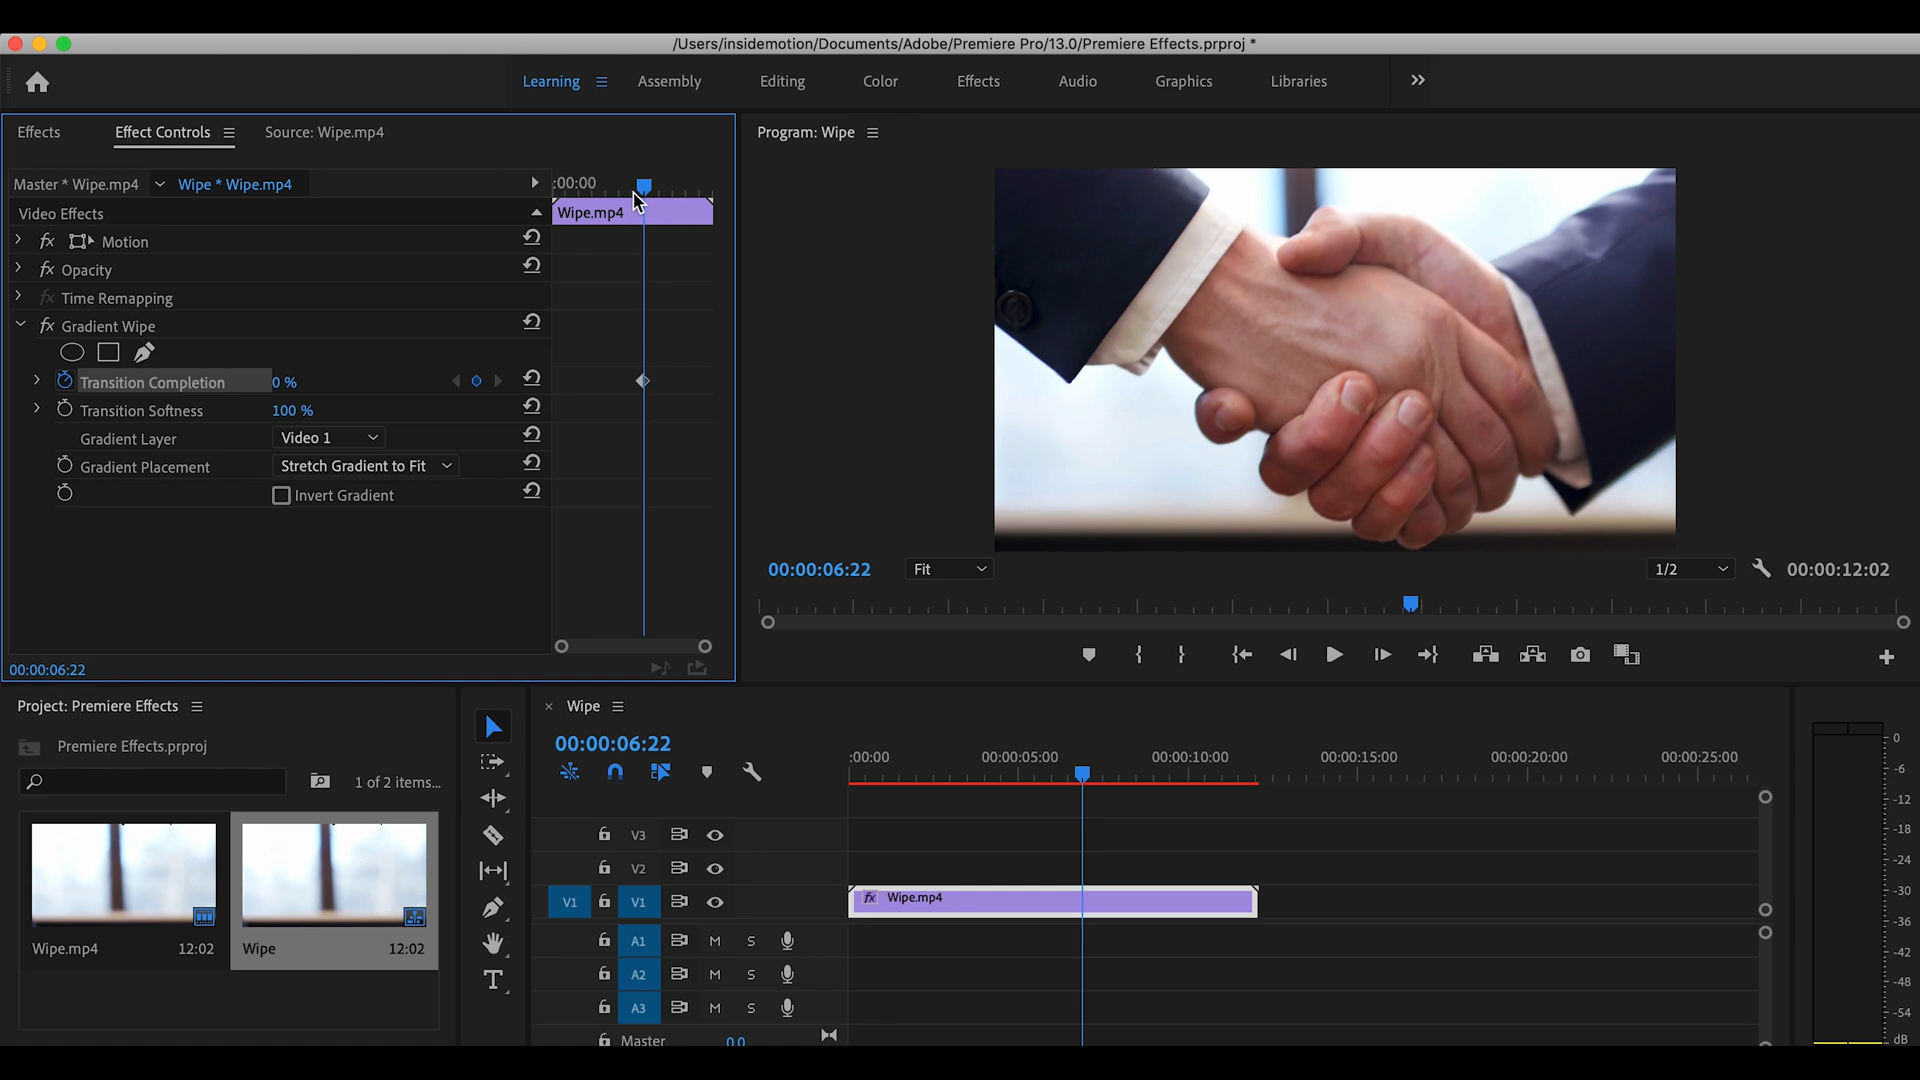 /Users/insidemotion/Documents/Adobe/Premiere Pro/13.0/Premiere Effects.prproj *
Learning Assembly Editing Color Effects Audio Graphics Libraries
Effects Effect Controls Source: Wipe.mp4
Program: Wipe
Master * Wipe.mp4 Wipe * Wipe.mp4
:00:00
Video Effects
Wipe.mp4
fx Motion
fx Opacity
fx Time Remapping
fx Gradient Wipe
Transition Completion 0 %
Transition Softness 100 %
Gradient Layer Video 1
Gradient Placement Stretch Gradient to Fit
Invert Gradient
00:00:06:22
00:00:06:22 Fit 1/2 00:00:12:02
Project: Premiere Effects
Premiere Effects.prproj
1 of 2 items...
Wipe.mp4 12:02
Wipe 12:02
T
× Wipe
00:00:06:22
:00:00 00:00:05:00 00:00:10:00 00:00:15:00 00:00:20:00 00:00:25:00
V3
V2
V1 V1
fx Wipe.mp4
A1 M S
A2 M S
A3 M S
Master 0.0
0
-6
-12
-18
-24
-30
-36
-42
-48
-54
dB